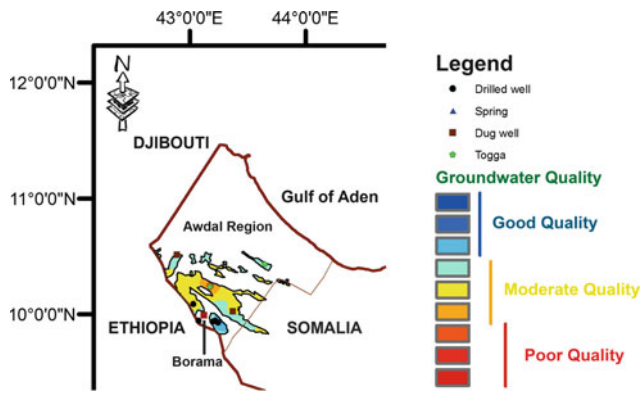 43°0'0"E 44°0'0"E
12°0'0"N
11°0'0"N
10°0'0"N
N
DJIBOUTI
Gulf of Aden
Awdal Region
ETHIOPIA
SOMALIA
Borama
Legend
Drilled well
Spring
Dug well
Togga
Groundwater Quality
Good Quality
Moderate Quality
Poor Quality